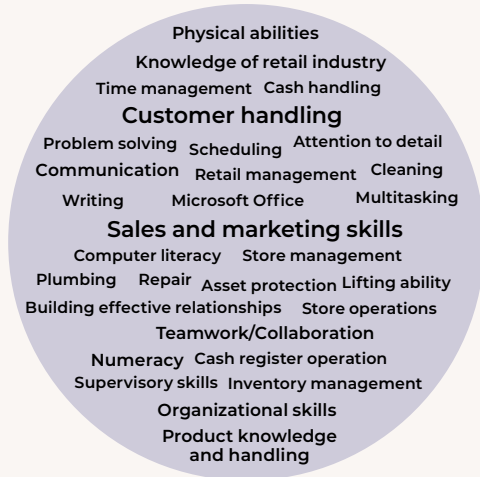 Physical abilities
Knowledge of retail industry
Time management Cash handling
Customer handling
Problem solving Scheduling Attention to detail
Communication Retail management Cleaning
Writing Microsoft Office Multitasking
Sales and marketing skills
Computer literacy Store management
Plumbing Repair Asset protection Lifting ability
Building effective relationships Store operations
Teamwork/Collaboration
Numeracy Cash register operation
Supervisory skills Inventory management
Organizational skills
Product knowledge
and handling